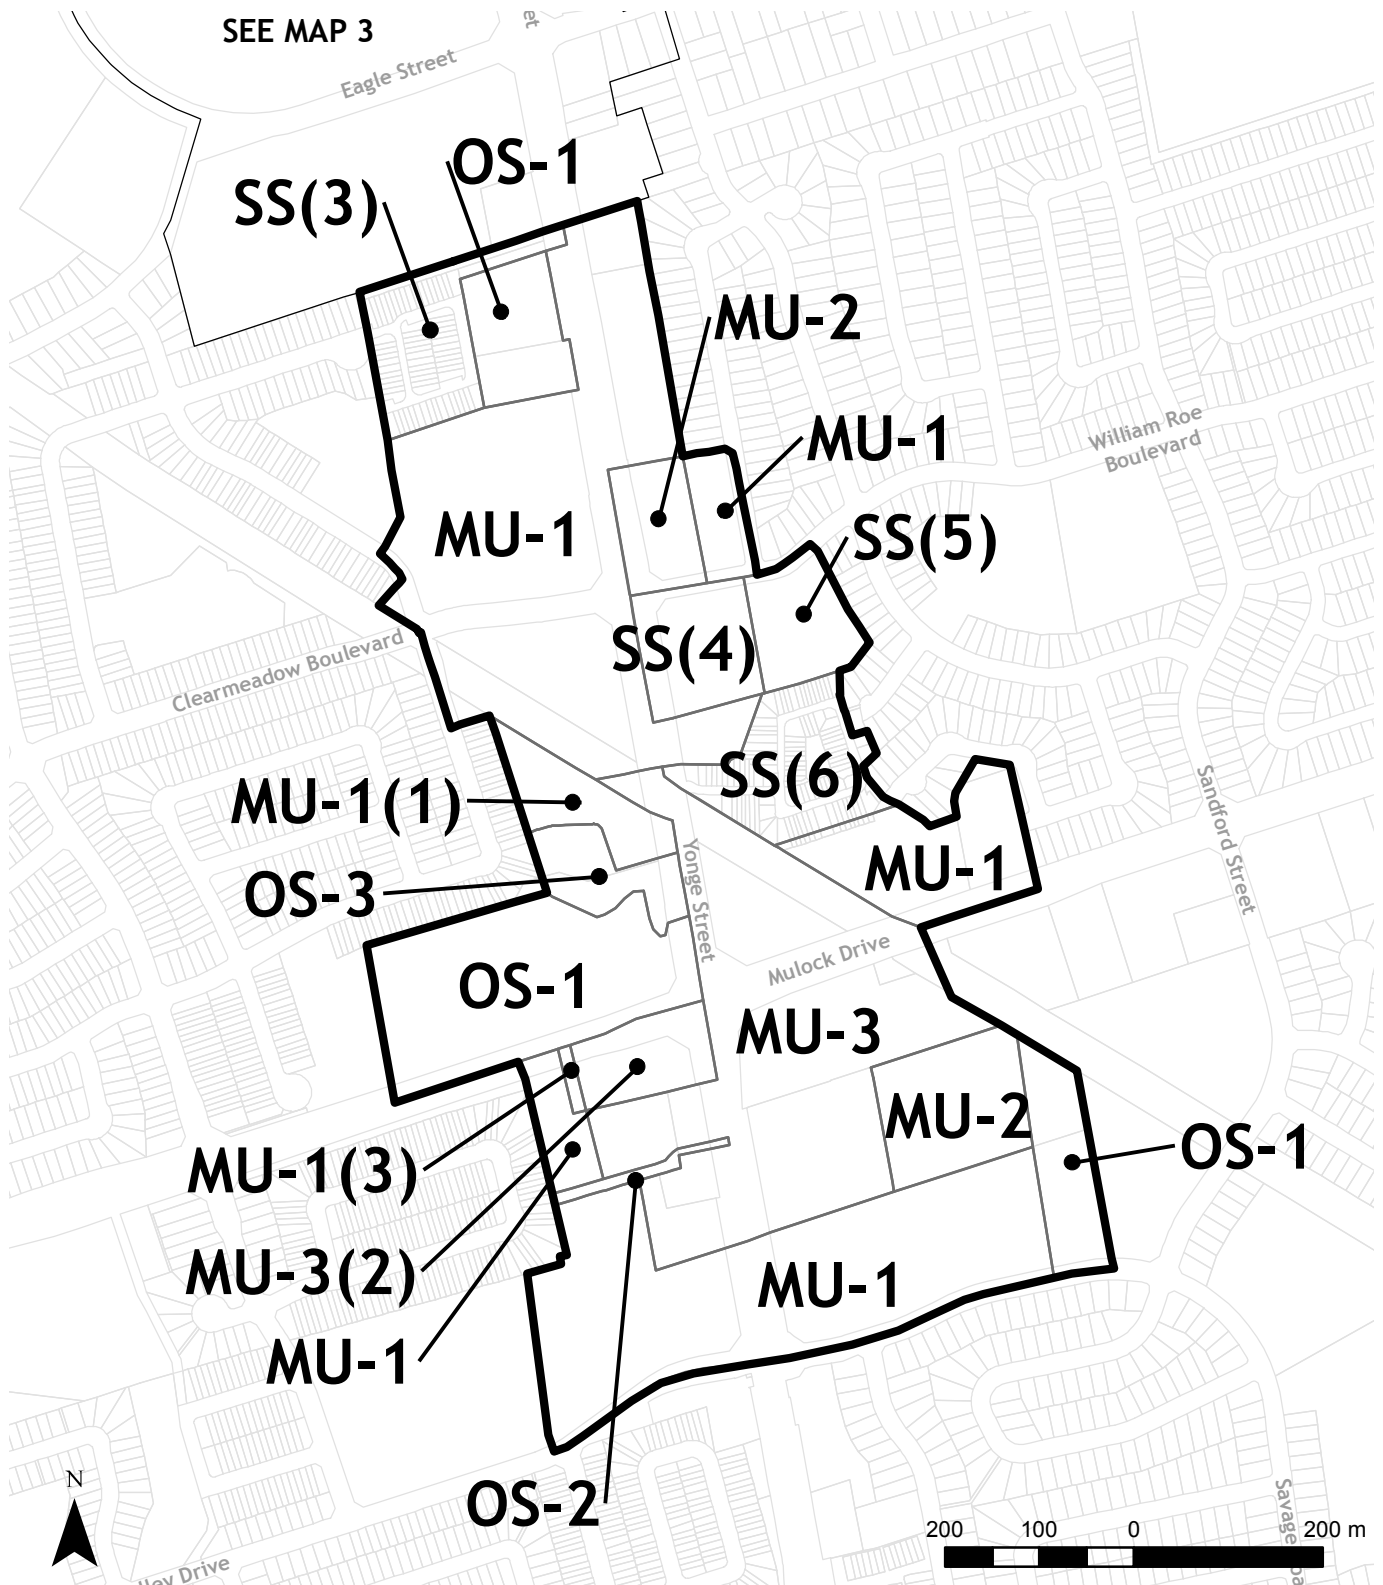 SEE MAP 3
Eagle Street
OS-1
SS(3)
MU-2
MU-1
William Roe
Boulevard
MU-1
SS(5)
SS(4)
Clearmeadow Boulevard
SS(6)
MU-1(1)
Sandford Street
Yonge Street
MU-1
OS-3
Mulock Drive
OS-1
MU-3
MU-2
OS-1
MU-1(3)
MU-3(2)
MU-1
MU-1
N
OS-2
Savage
200 100 0 200 m
Drive